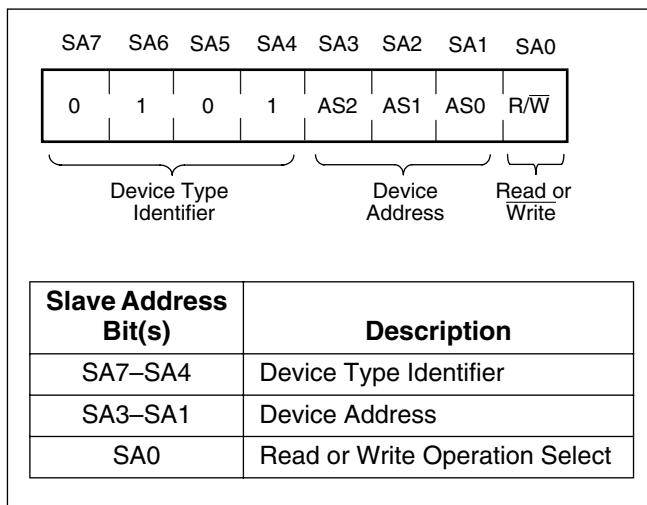 SA7 SA6 SA5 SA4 SA3 SA2 SA1 SA0
0 1 0 1 AS2 AS1 AS0 R/W̅
Device Type Identifier
Device Address
Read or W̅r̅i̅t̅e̅
Slave Address Bit(s) Description
SA7–SA4 Device Type Identifier
SA3–SA1 Device Address
SA0 Read or Write Operation Select